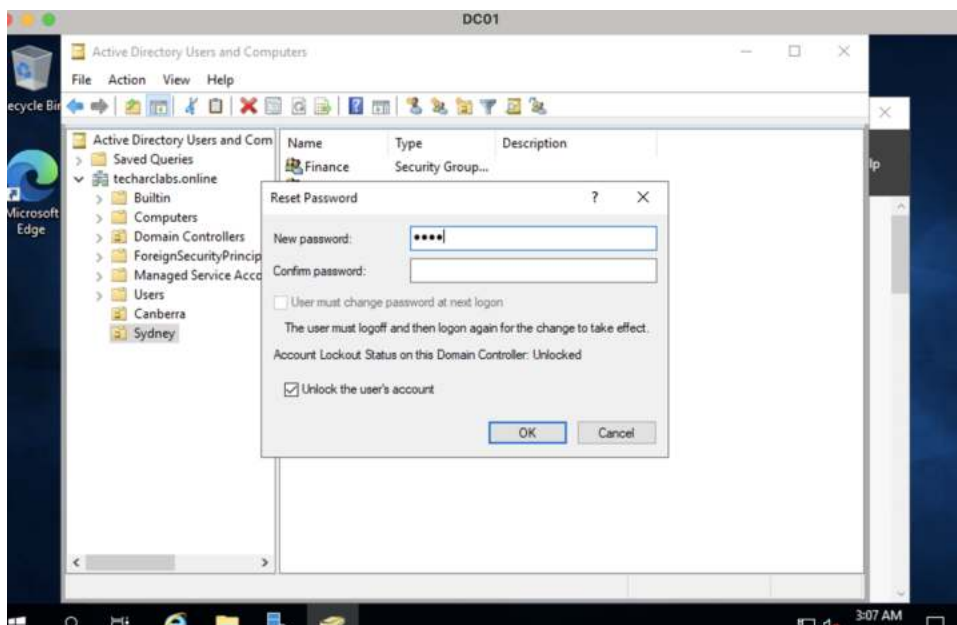 DC01
Active Directory Users and Computers
File Action View Help
ecycle Bin
Active Directory Users and Com
Name Type Description
Saved Queries
Finance Security Group...
techarclabs.online
lp
Builtin
Reset Password ? 
Microsoft
Edge
Computers
Domain Controllers
New password: ••••
ForeignSecurityPrincip
Confirm password:
Managed Service Acco
Users
User must change password at next logon
Canberra
The user must logoff and then logon again for the change to take effect.
Sydney
Account Lockout Status on this Domain Controller: Unlocked
Unlock the user's account
OK Cancel
3:07 AM